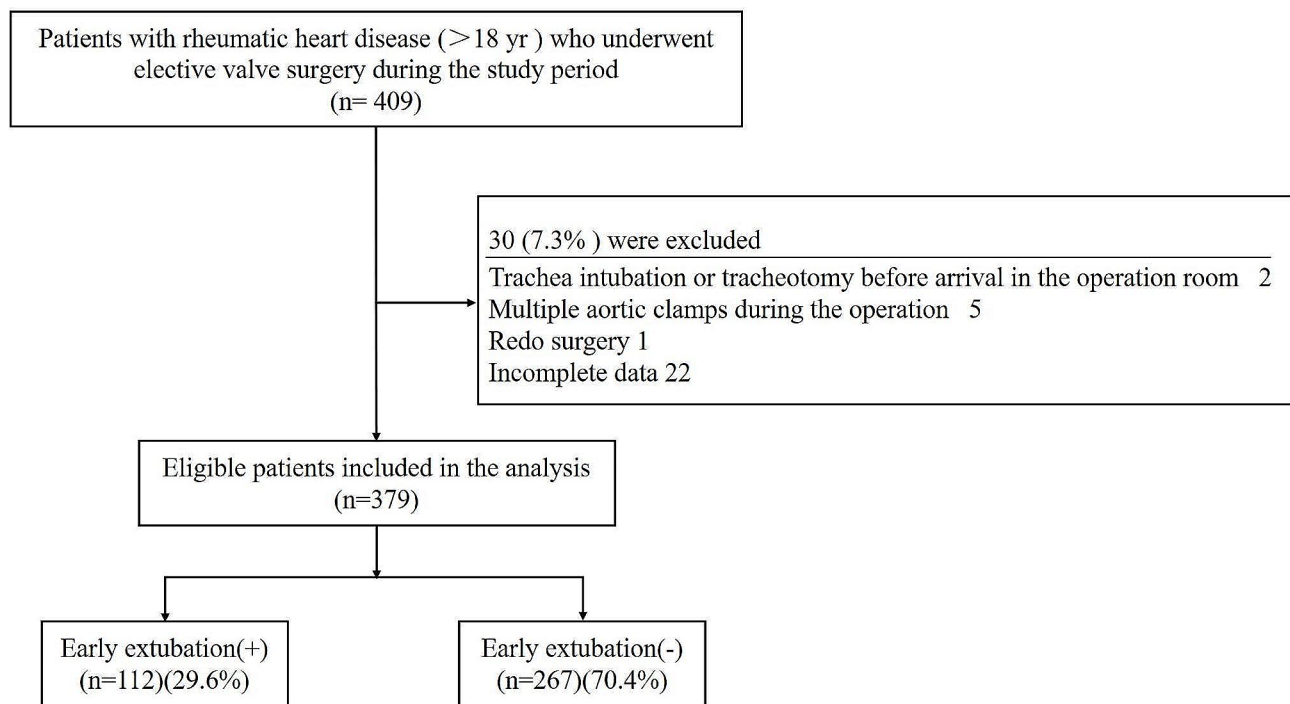 Patients with rheumatic heart disease (＞18 yr ) who underwent
elective valve surgery during the study period
(n= 409)
30 (7.3% ) were excluded
Trachea intubation or tracheotomy before arrival in the operation room 2
Multiple aortic clamps during the operation 5
Redo surgery 1
Incomplete data 22
Eligible patients included in the analysis
(n=379)
Early extubation(+)
(n=112)(29.6%)
Early extubation(-)
(n=267)(70.4%)